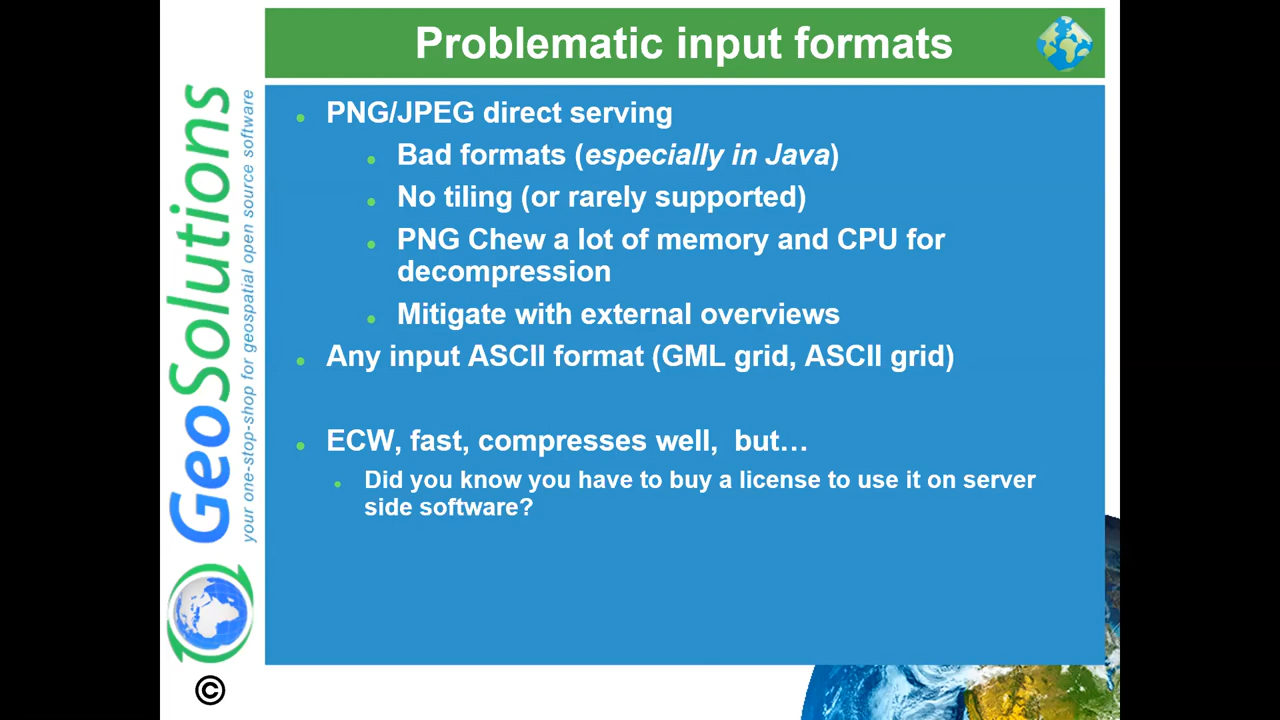 Problematic input formats
PNG/JPEG direct serving
Bad formats (especially in Java)
No tiling (or rarely supported)
PNG Chew a lot of memory and CPU for
decompression
Mitigate with external overviews
Any input ASCII format (GML grid, ASCII grid)
ECW, fast, compresses well,  but…
Did you know you have to buy a license to use it on server
side software?
GeoSolutions
your one-stop-shop for geospatial open source software
©